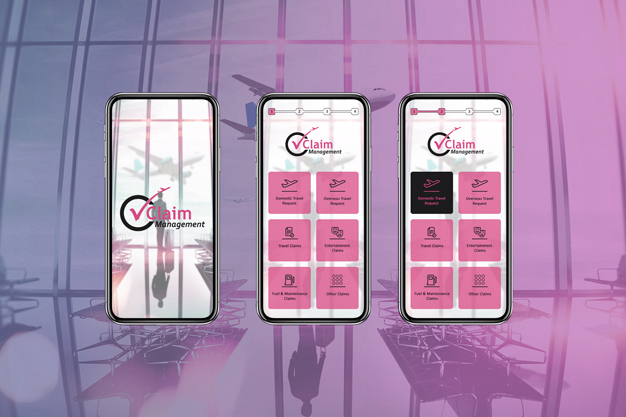 Claim
Management
1 2 3 4
Claim
Management
Domestic Travel
Request
Overseas Travel
Request
Travel Claims
Entertainment
Claims
Fuel & Maintenance
Claims
Other Claims
1 2 3 4
Claim
Management
Domestic Travel
Request
Overseas Travel
Request
Travel Claims
Entertainment
Claims
Fuel & Maintenance
Claims
Other Claims